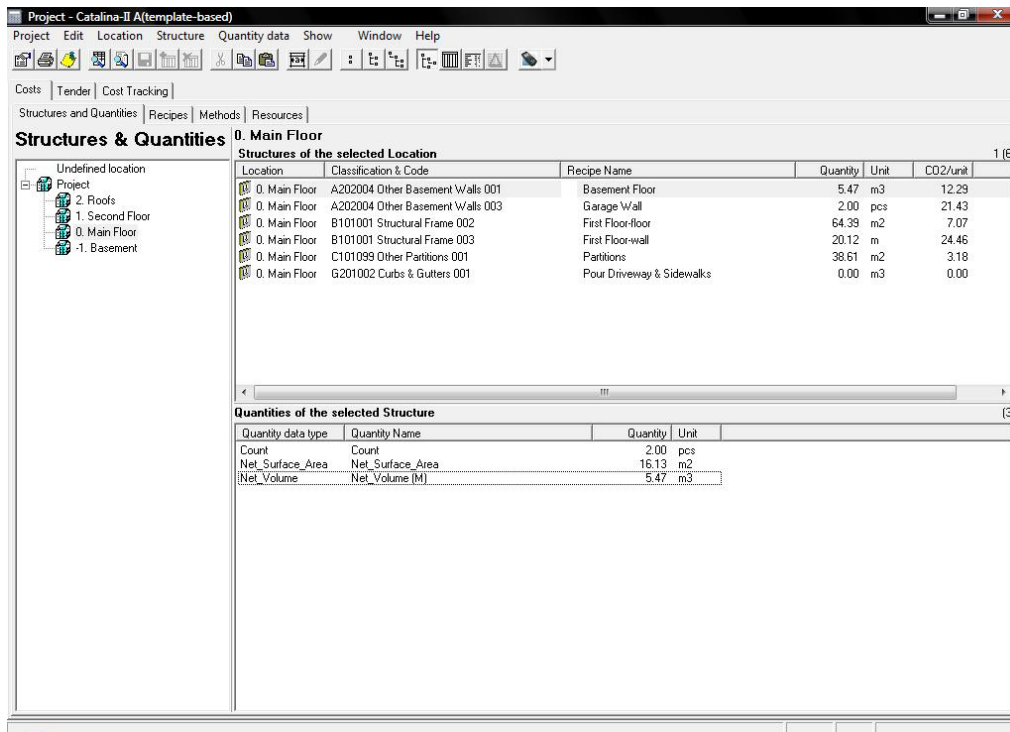 Project - Catalina-II A(template-based)
Project Edit Location Structure Quantity data Show Window Help
Costs Tender Cost Tracking
Structures and Quantities Recipes Methods Resources
Structures & Quantities
Undefined location
Project
2. Roofs
1. Second Floor
0. Main Floor
-1. Basement
0. Main Floor
Structures of the selected Location 1 (6
Location Classification & Code Recipe Name Quantity Unit CO2/unit
0. Main Floor A202004 Other Basement Walls 001 Basement Floor 5.47 m3 12.29
0. Main Floor A202004 Other Basement Walls 003 Garage Wall 2.00 pcs 21.43
0. Main Floor B101001 Structural Frame 002 First Floor-floor 64.39 m2 7.07
0. Main Floor B101001 Structural Frame 003 First Floor-wall 20.12 m 24.46
0. Main Floor C101099 Other Partitions 001 Partitions 38.61 m2 3.18
0. Main Floor G201002 Curbs & Gutters 001 Pour Driveway & Sidewalks 0.00 m3 0.00
Quantities of the selected Structure (3
Quantity data type Quantity Name Quantity Unit
Count Count 2.00 pcs
Net_Surface_Area Net_Surface_Area 16.13 m2
Net_Volume Net_Volume (M) 5.47 m3